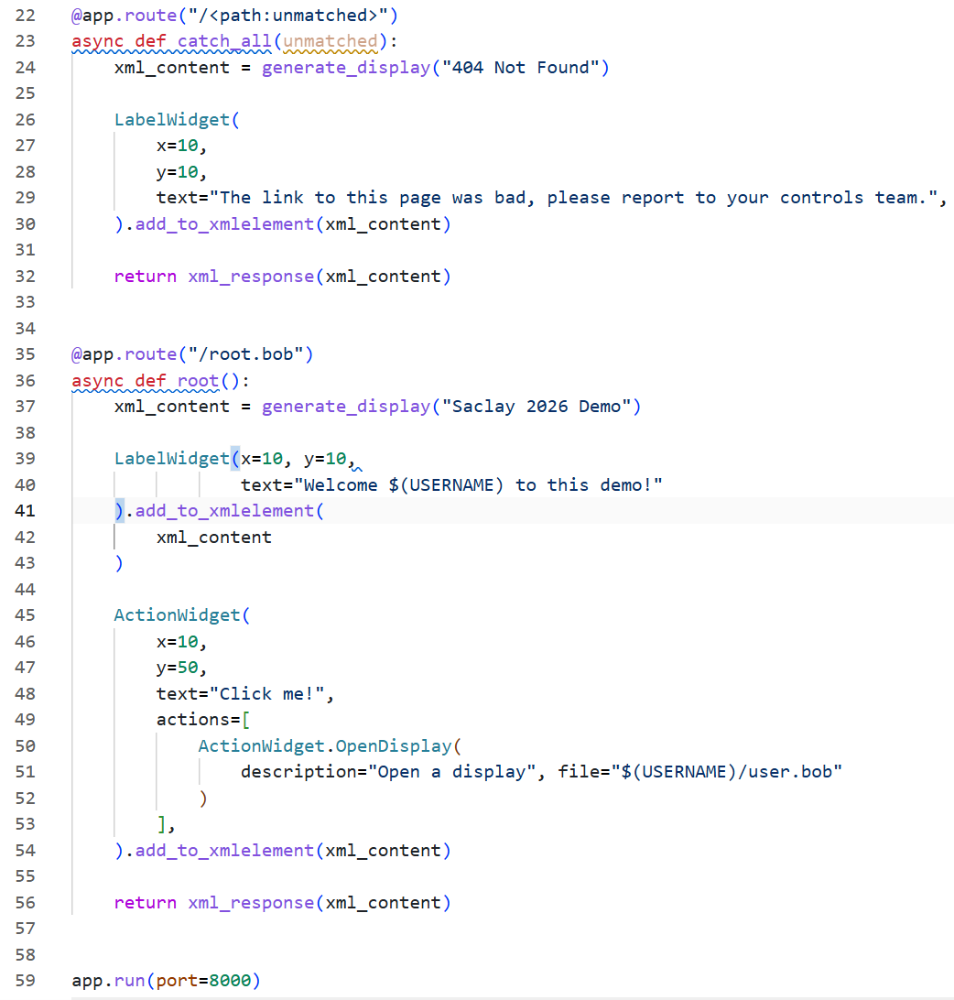 22 @app.route("/<path:unmatched>")
23 async def catch_all(unmatched):
24     xml_content = generate_display("404 Not Found")
25
26     LabelWidget(
27         x=10,
28         y=10,
29         text="The link to this page was bad, please report to your controls team.",
30     ).add_to_xmlelement(xml_content)
31
32     return xml_response(xml_content)
33
34
35 @app.route("/root.bob")
36 async def root():
37     xml_content = generate_display("Saclay 2026 Demo")
38
39     LabelWidget(x=10, y=10,
40                 text="Welcome $(USERNAME) to this demo!"
41     ).add_to_xmlelement(
42         xml_content
43     )
44
45     ActionWidget(
46         x=10,
47         y=50,
48         text="Click me!",
49         actions=[
50             ActionWidget.OpenDisplay(
51                 description="Open a display", file="$(USERNAME)/user.bob"
52             )
53         ],
54     ).add_to_xmlelement(xml_content)
55
56     return xml_response(xml_content)
57
58
59 app.run(port=8000)